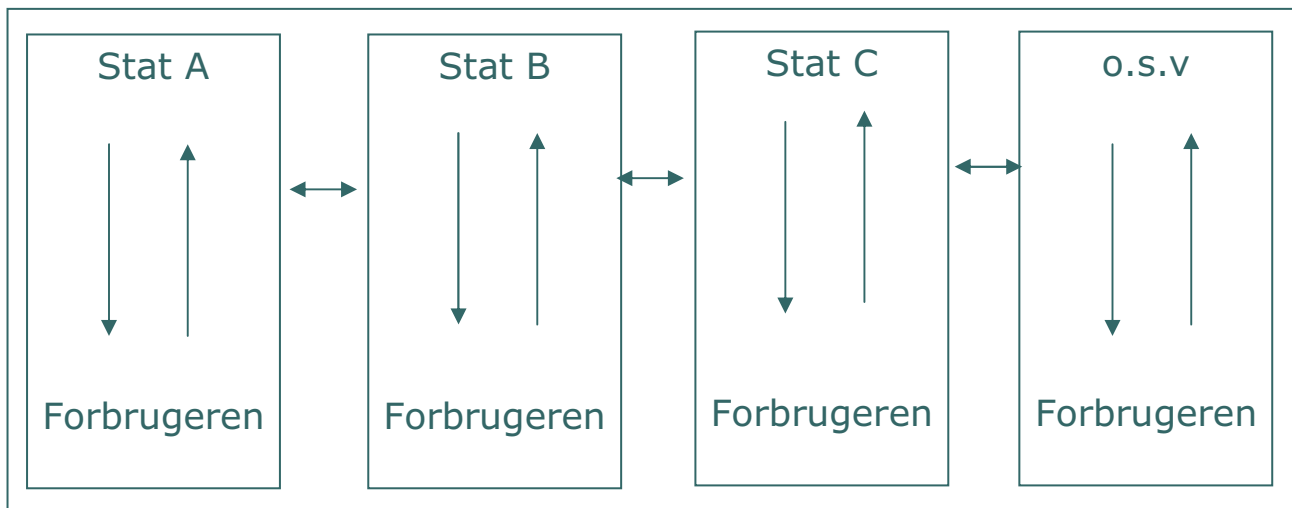 Stat A
Stat B
Stat C
o.s.v
Forbrugeren
Forbrugeren
Forbrugeren
Forbrugeren